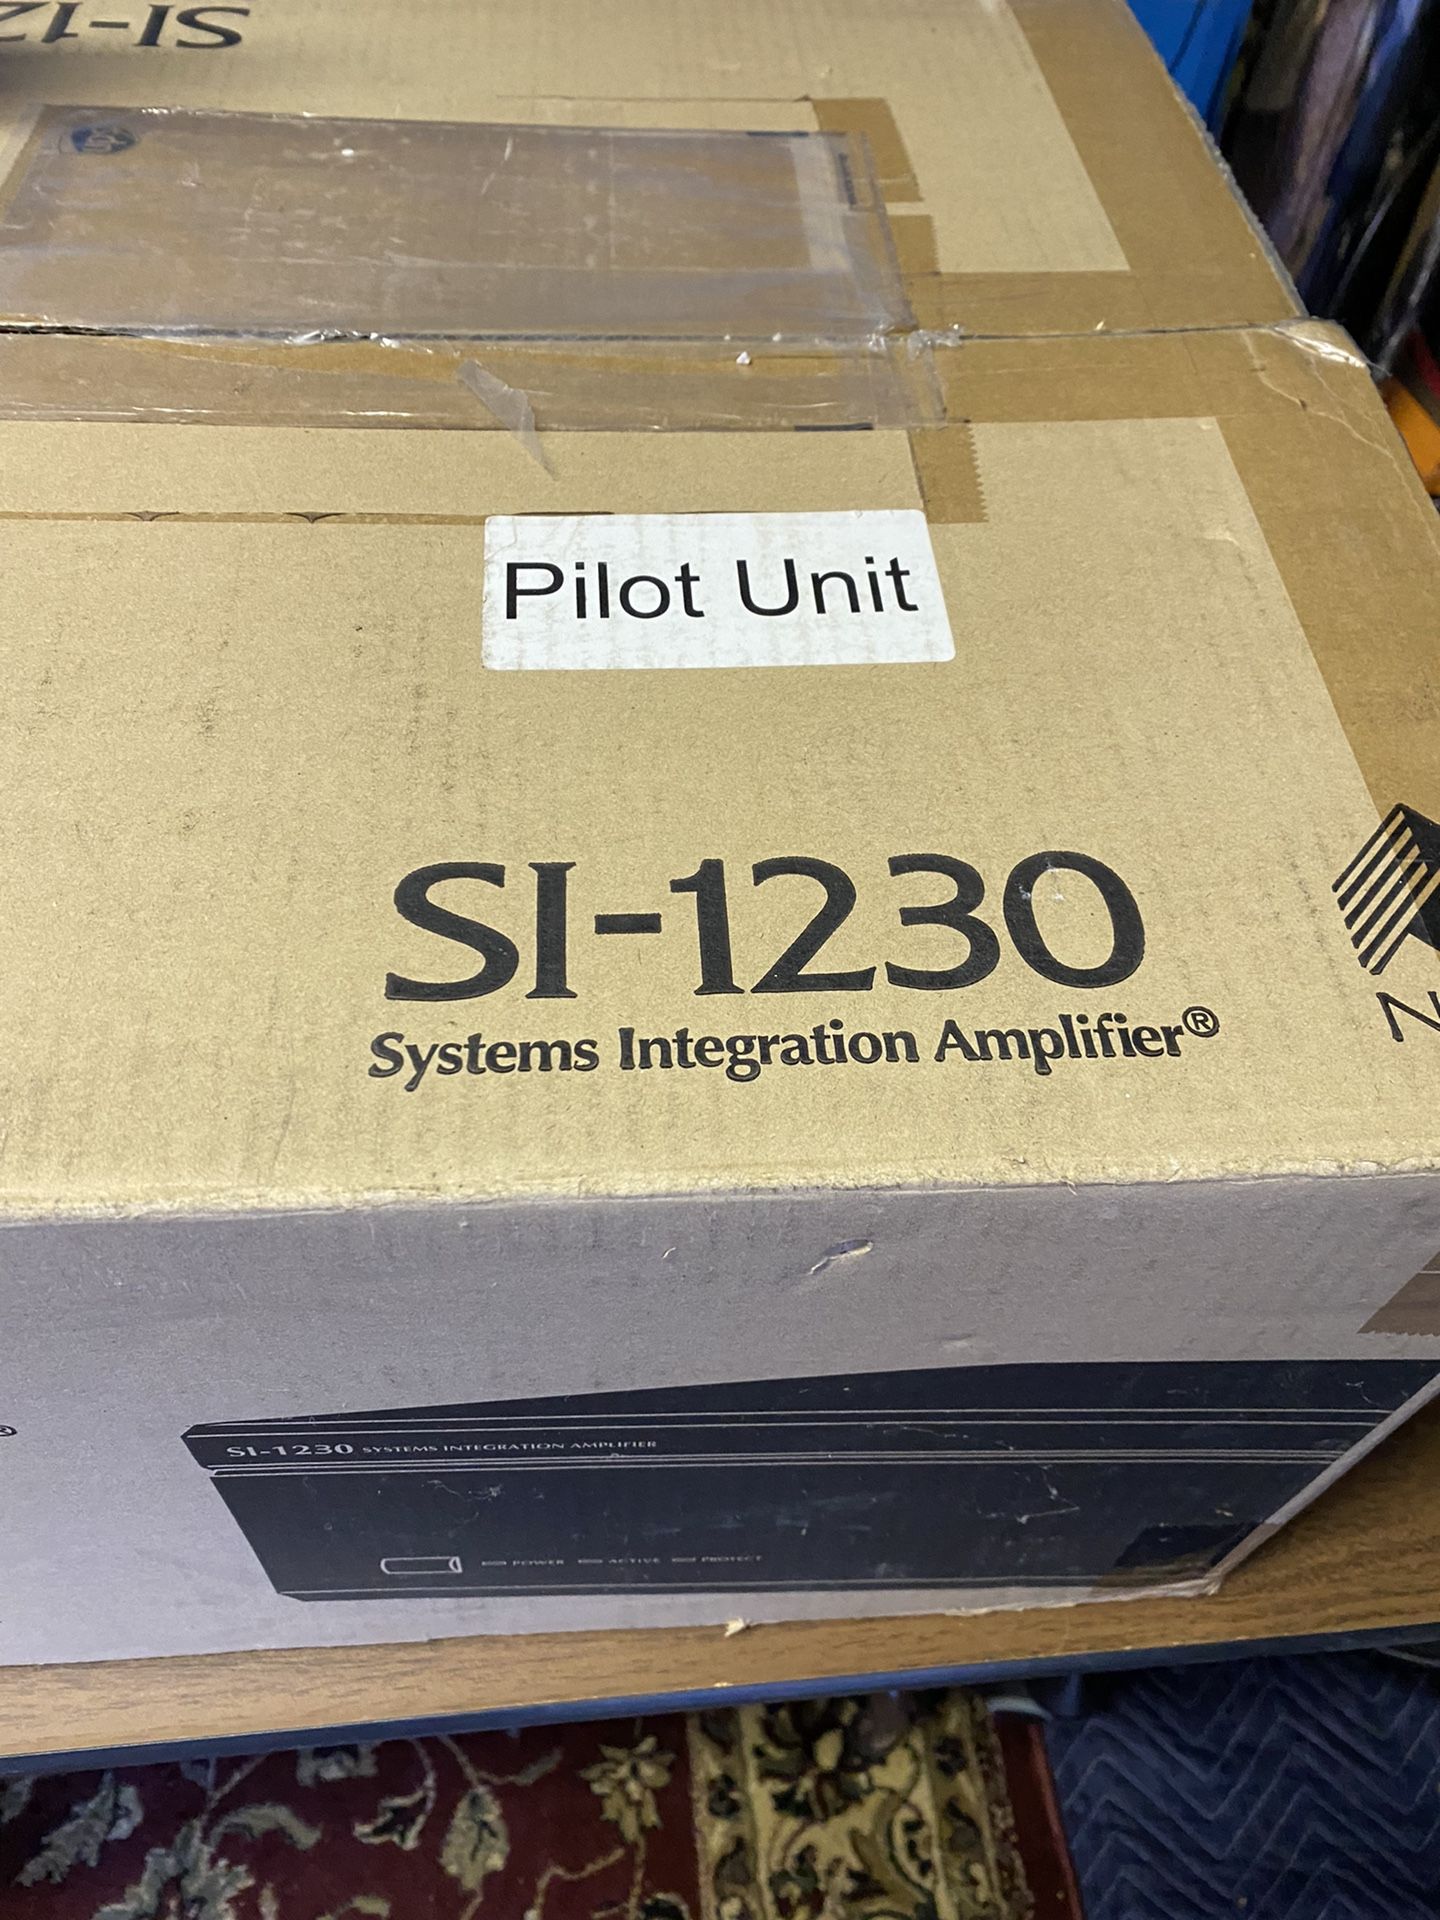 SI-12
Pilot Unit
SI-1230
Systems Integration Amplifier®
N
®
SI-1230 SYSTEMS INTEGRATION AMPLIFIER
POWER ACTIVE PROTECT